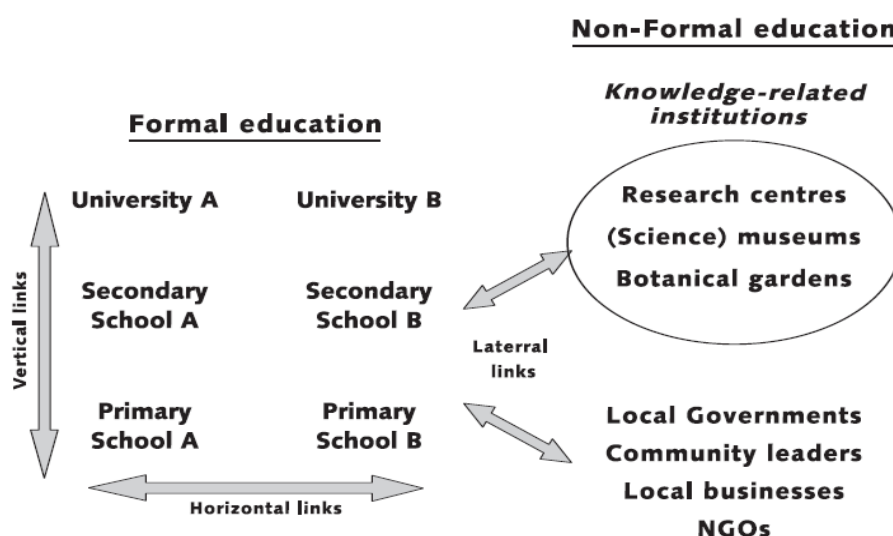 Non-Formal education
Knowledge-related
institutions
Formal education
University A
University B
Research centres
(Science) museums
Botanical gardens
Secondary
School A
Secondary
School B
Vertical links
Laterral
links
Primary
School A
Primary
School B
Local Governments
Community leaders
Local businesses
NGOs
Horizontal links